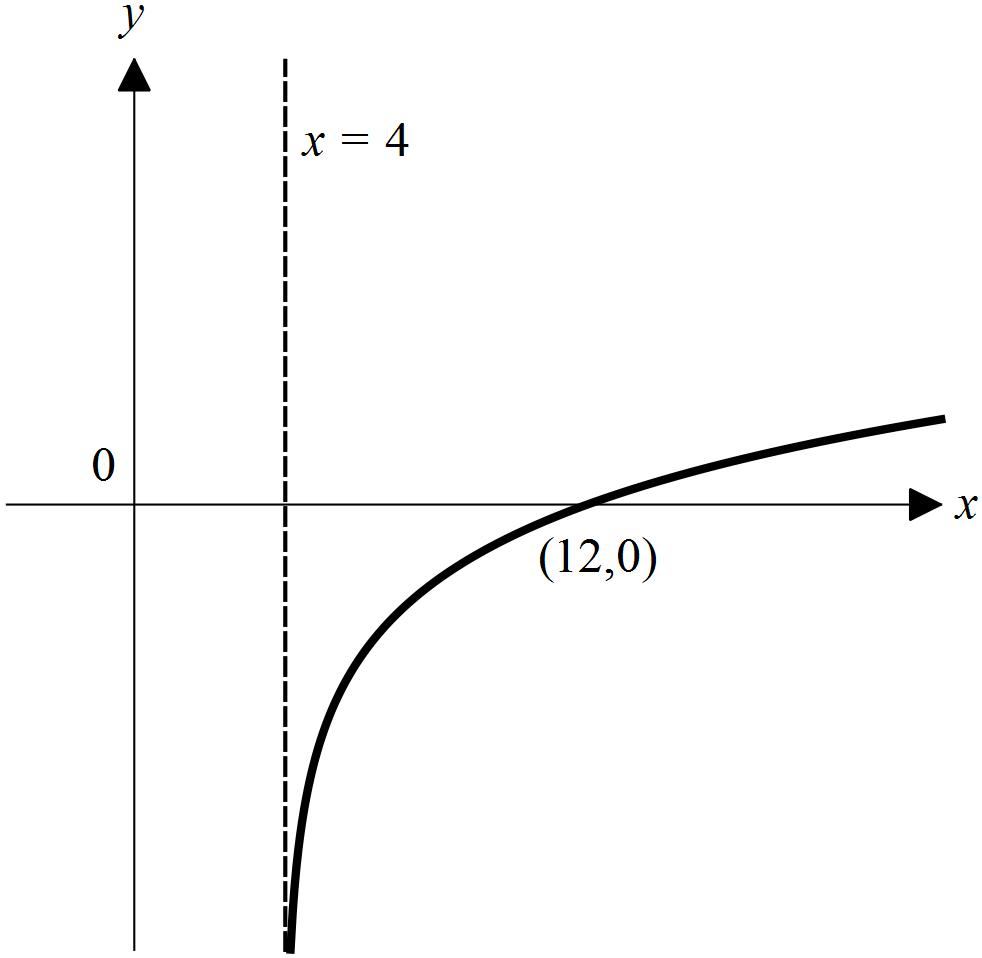 y
x = 4
0
x
(12,0)